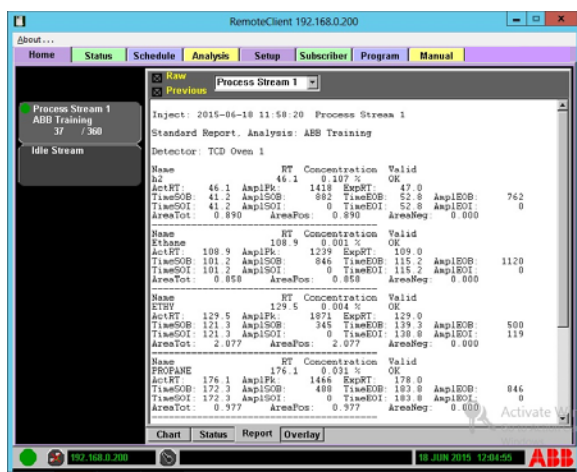 RemoteClient 192.168.0.200
About...
Home Status Schedule Analysis Setup Subscriber Program Manual
Raw
Previous
Process Stream 1
Process Stream 1
ABB Training
37 / 360
Idle Stream
Inject: 2015-06-18 11:58:20 Process Stream 1
Standard Report, Analysis: ABB Training
Detector: TCD Oven 1
Name RT Concentration Valid
h2 46.1 0.107 % OK
ActRT: 46.1 AmplPk: 1418 ExpRT: 47.0
TimeSOB: 41.2 AmplSOB: 882 TimeEOB: 52.8 AmplEOB: 762
TimeSOI: 41.2 AmplSOI: 0 TimeEOI: 52.8 AmplEOI: 0
AreaTot: 0.890 AreaPos: 0.890 AreaNeg: 0.000
Name RT Concentration Valid
Ethane 108.9 0.001 % OK
ActRT: 108.9 AmplPk: 1239 ExpRT: 109.0
TimeSOB: 101.2 AmplSOB: 846 TimeEOB: 115.2 AmplEOB: 1120
TimeSOI: 101.2 AmplSOI: 0 TimeEOI: 115.2 AmplEOI: 0
AreaTot: 0.858 AreaPos: 0.858 AreaNeg: 0.000
Name RT Concentration Valid
ETHY 129.5 0.004 % OK
ActRT: 129.5 AmplPk: 1871 ExpRT: 129.0
TimeSOB: 121.3 AmplSOB: 345 TimeEOB: 139.3 AmplEOB: 500
TimeSOI: 121.3 AmplSOI: 0 TimeEOI: 138.8 AmplEOI: 119
AreaTot: 2.077 AreaPos: 2.077 AreaNeg: 0.000
Name RT Concentration Valid
PROPANE 176.1 0.031 % OK
ActRT: 176.1 AmplPk: 1466 ExpRT: 178.0
TimeSOB: 172.3 AmplSOB: 488 TimeEOB: 183.8 AmplEOB: 846
TimeSOI: 172.3 AmplSOI: 0 TimeEOI: 183.8 AmplEOI: 0
AreaTot: 0.977 AreaPos: 0.977 AreaNeg: 0.000
Activate W
Chart Status Report Overlay
192.168.0.200
18 JUN 2015 12:04:55
ABB